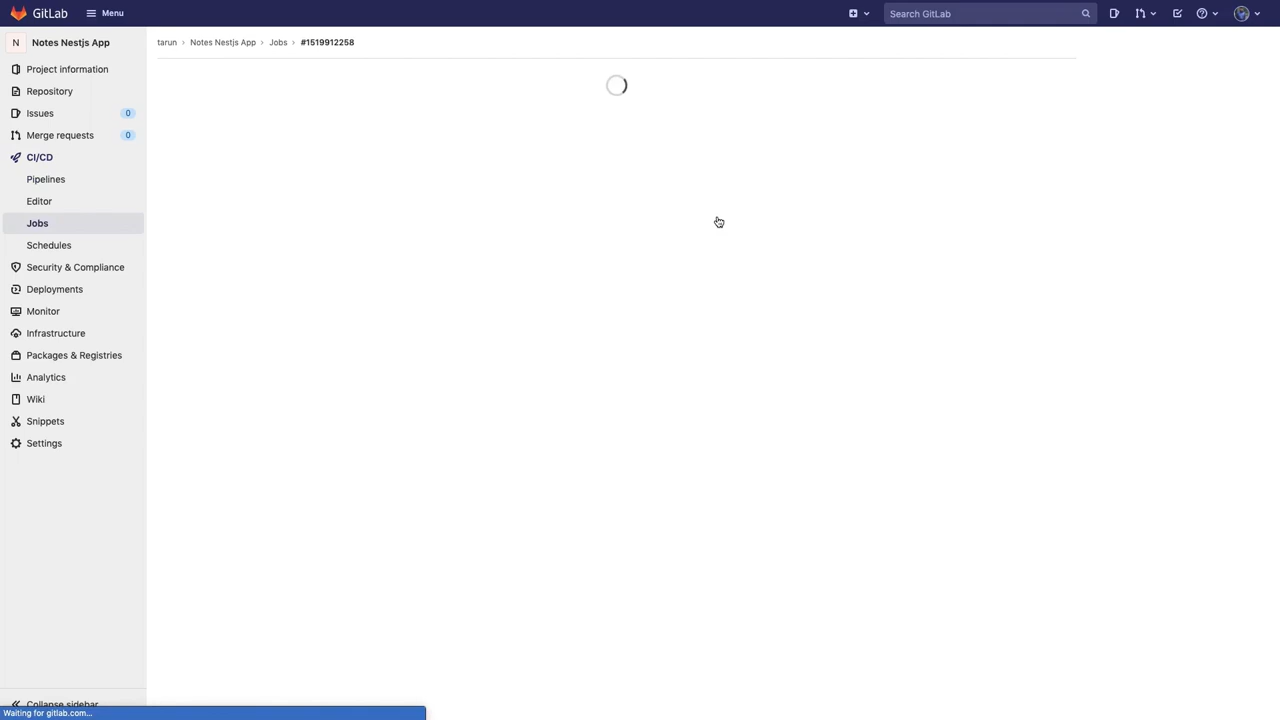 GitLab Menu Search GitLab
N Notes Nestjs App
tarun › Notes Nestjs App › Jobs › #1519912258
Project information
Repository
Issues 0
Merge requests 0
CI/CD
Pipelines
Editor
Jobs
Schedules
Security & Compliance
Deployments
Monitor
Infrastructure
Packages & Registries
Analytics
Wiki
Snippets
Settings
Collapse sidebar
Waiting for gitlab.com...